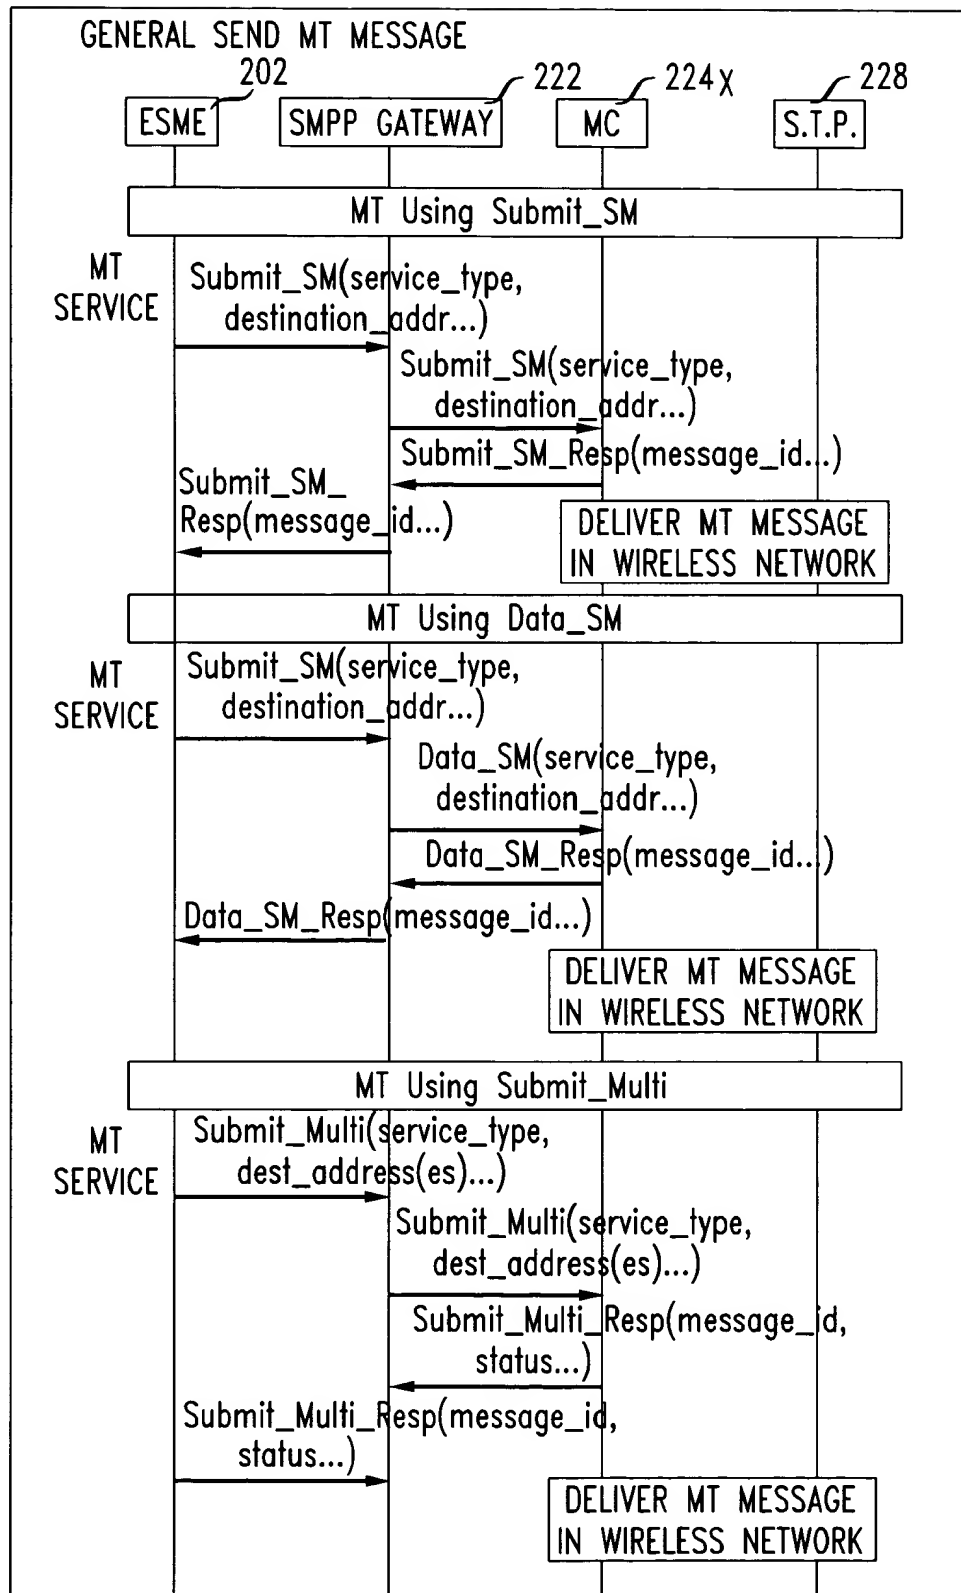 GENERAL SEND MT MESSAGE
202
222
224x
228
ESME
SMPP GATEWAY
MC
S.T.P.
MT Using Submit_SM
MT
SERVICE
Submit_SM(service_type,
destination_addr...)
Submit_SM(service_type,
destination_addr...)
Submit_SM_Resp(message_id...)
Submit_SM_
Resp(message_id...)
DELIVER MT MESSAGE
IN WIRELESS NETWORK
MT Using Data_SM
MT
SERVICE
Submit_SM(service_type,
destination_addr...)
Data_SM(service_type,
destination_addr...)
Data_SM_Resp(message_id...)
Data_SM_Resp(message_id...)
DELIVER MT MESSAGE
IN WIRELESS NETWORK
MT Using Submit_Multi
MT
SERVICE
Submit_Multi(service_type,
dest_address(es)...)
Submit_Multi(service_type,
dest_address(es)...)
Submit_Multi_Resp(message_id,
status...)
Submit_Multi_Resp(message_id,
status...)
DELIVER MT MESSAGE
IN WIRELESS NETWORK